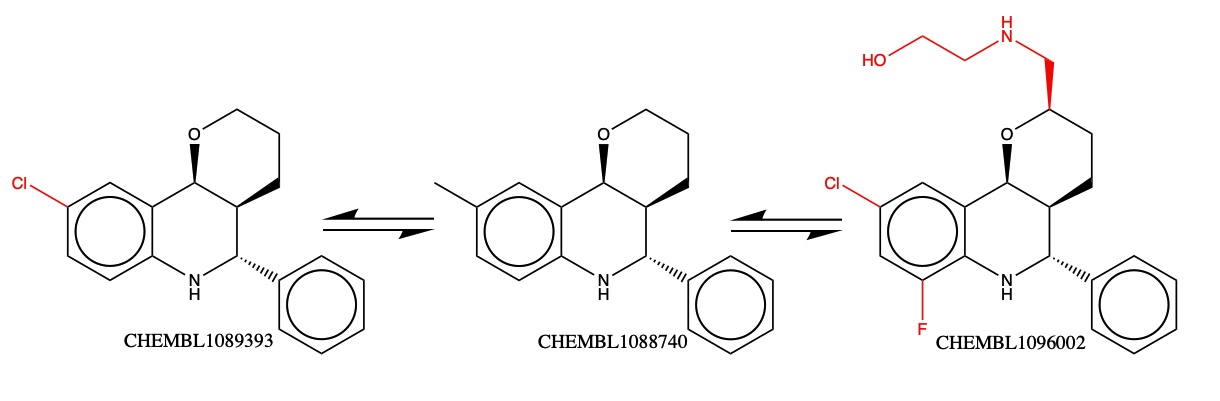 H
N
HO
O
O
O
Cl
Cl
N
H
N
H
N
H
F
CHEMBL1089393
CHEMBL1088740
CHEMBL1096002